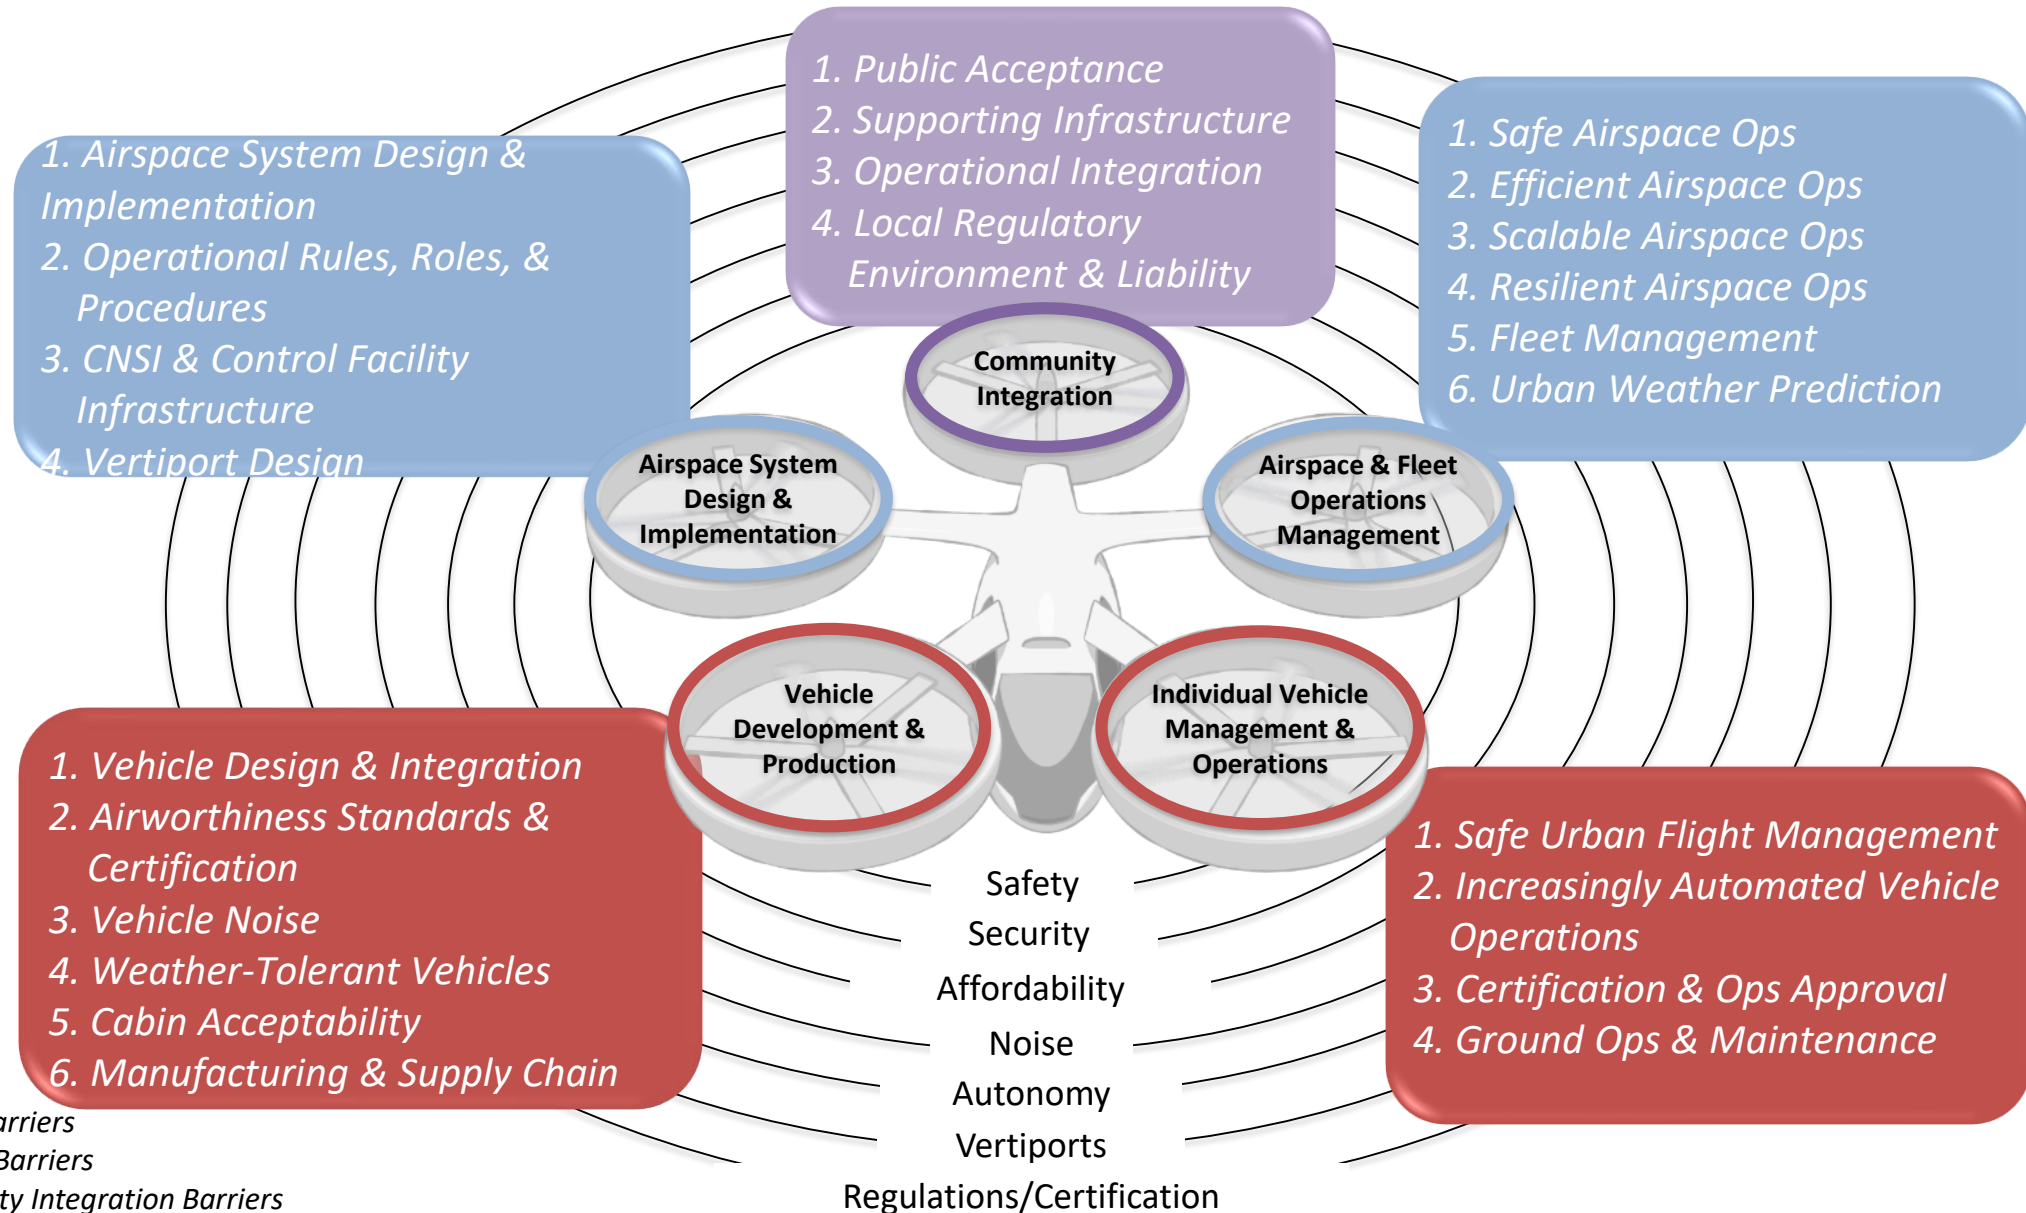 1. Public Acceptance
2. Supporting Infrastructure
3. Operational Integration
4. Local Regulatory
Environment & Liability
1. Airspace System Design &
Implementation
2. Operational Rules, Roles, &
Procedures
3. CNSI & Control Facility
Infrastructure
4. Vertiport Design
1. Safe Airspace Ops
2. Efficient Airspace Ops
3. Scalable Airspace Ops
4. Resilient Airspace Ops
5. Fleet Management
6. Urban Weather Prediction
Community
Integration
Airspace System
Design &
Implementation
Airspace & Fleet
Operations
Management
Vehicle
Development &
Production
Individual Vehicle
Management &
Operations
1. Vehicle Design & Integration
2. Airworthiness Standards &
Certification
3. Vehicle Noise
4. Weather-Tolerant Vehicles
5. Cabin Acceptability
6. Manufacturing & Supply Chain
1. Safe Urban Flight Management
2. Increasingly Automated Vehicle
Operations
3. Certification & Ops Approval
4. Ground Ops & Maintenance
Safety
Security
Affordability
Noise
Autonomy
Vertiports
Regulations/Certification
arriers
Barriers
ty Integration Barriers